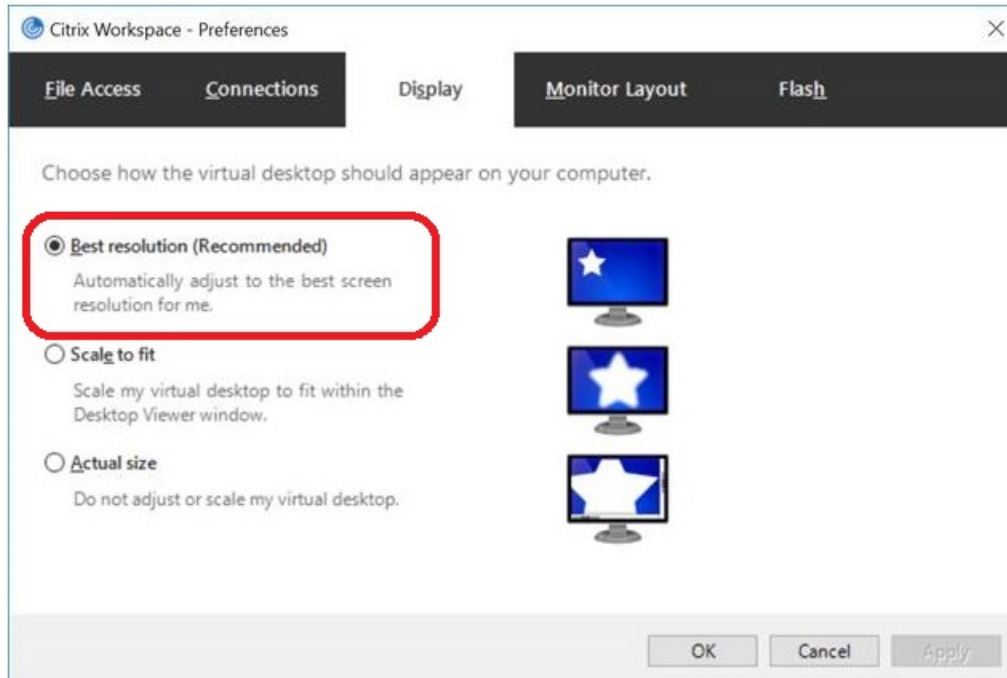 Citrix Workspace - Preferences
File Access Connections Display Monitor Layout Flash
Choose how the virtual desktop should appear on your computer.
Best resolution (Recommended)
Automatically adjust to the best screen
resolution for me.
Scale to fit
Scale my virtual desktop to fit within the
Desktop Viewer window.
Actual size
Do not adjust or scale my virtual desktop.
OK Cancel Apply